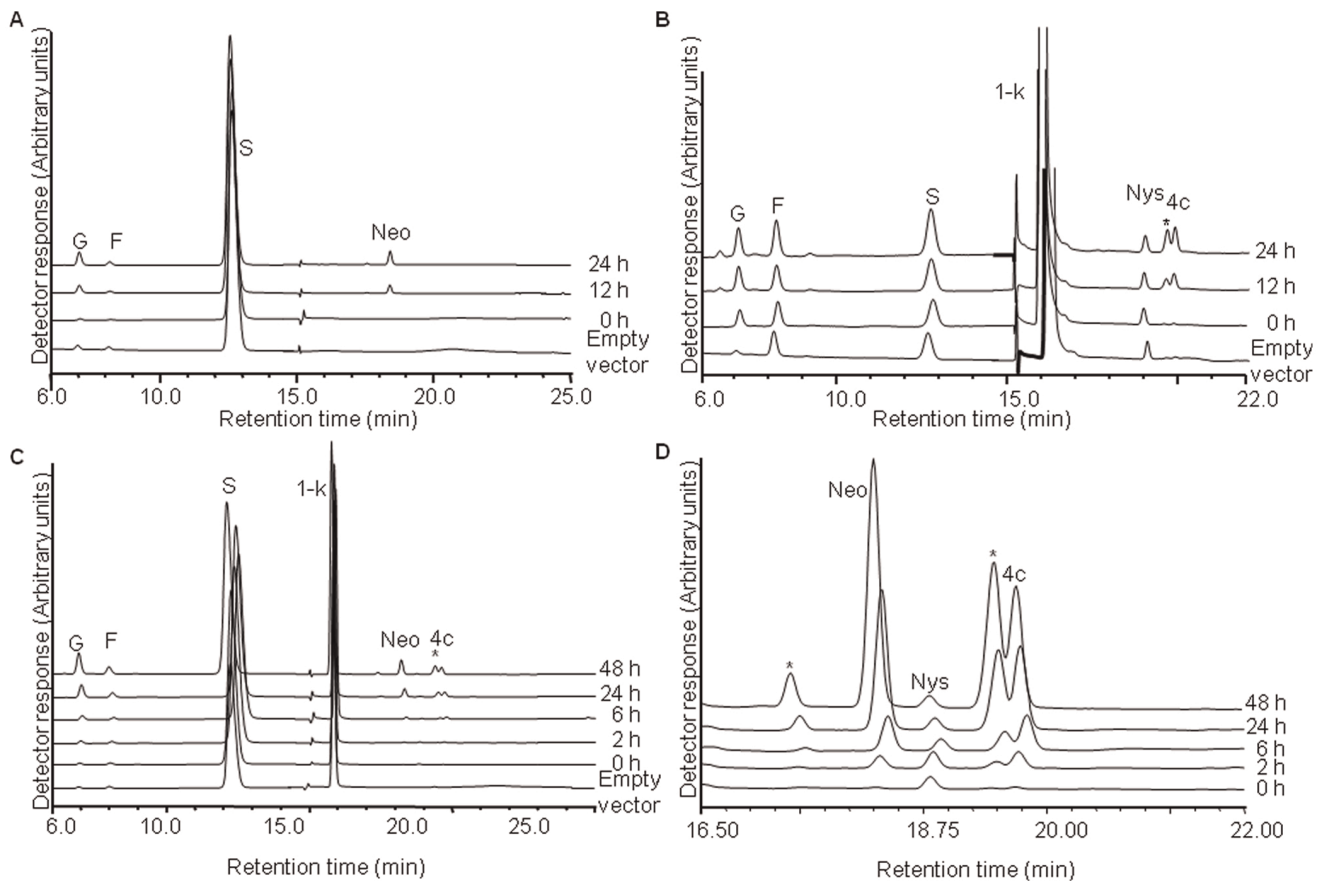 A
Detector response (Arbitrary units)
G
F
S
Neo
24 h
12 h
0 h
Empty
vector
6.0
10.0
15.0
20.0
25.0
Retention time (min)
B
Detector response (Arbitrary units)
G
F
S
1-k
Nys
4c
*
24 h
12 h
0 h
Empty
vector
6.0
10.0
15.0
22.0
Retention time (min)
C
Detector response (Arbitrary units)
G
F
S
1-k
Neo
4c
*
48 h
24 h
6 h
2 h
0 h
Empty
vector
6.0
10.0
15.0
20.0
25.0
Retention time (min)
D
Detector response (Arbitrary units)
*
Neo
Nys
*
4c
48 h
24 h
6 h
2 h
0 h
16.50
18.75
20.00
22.00
Retention time (min)